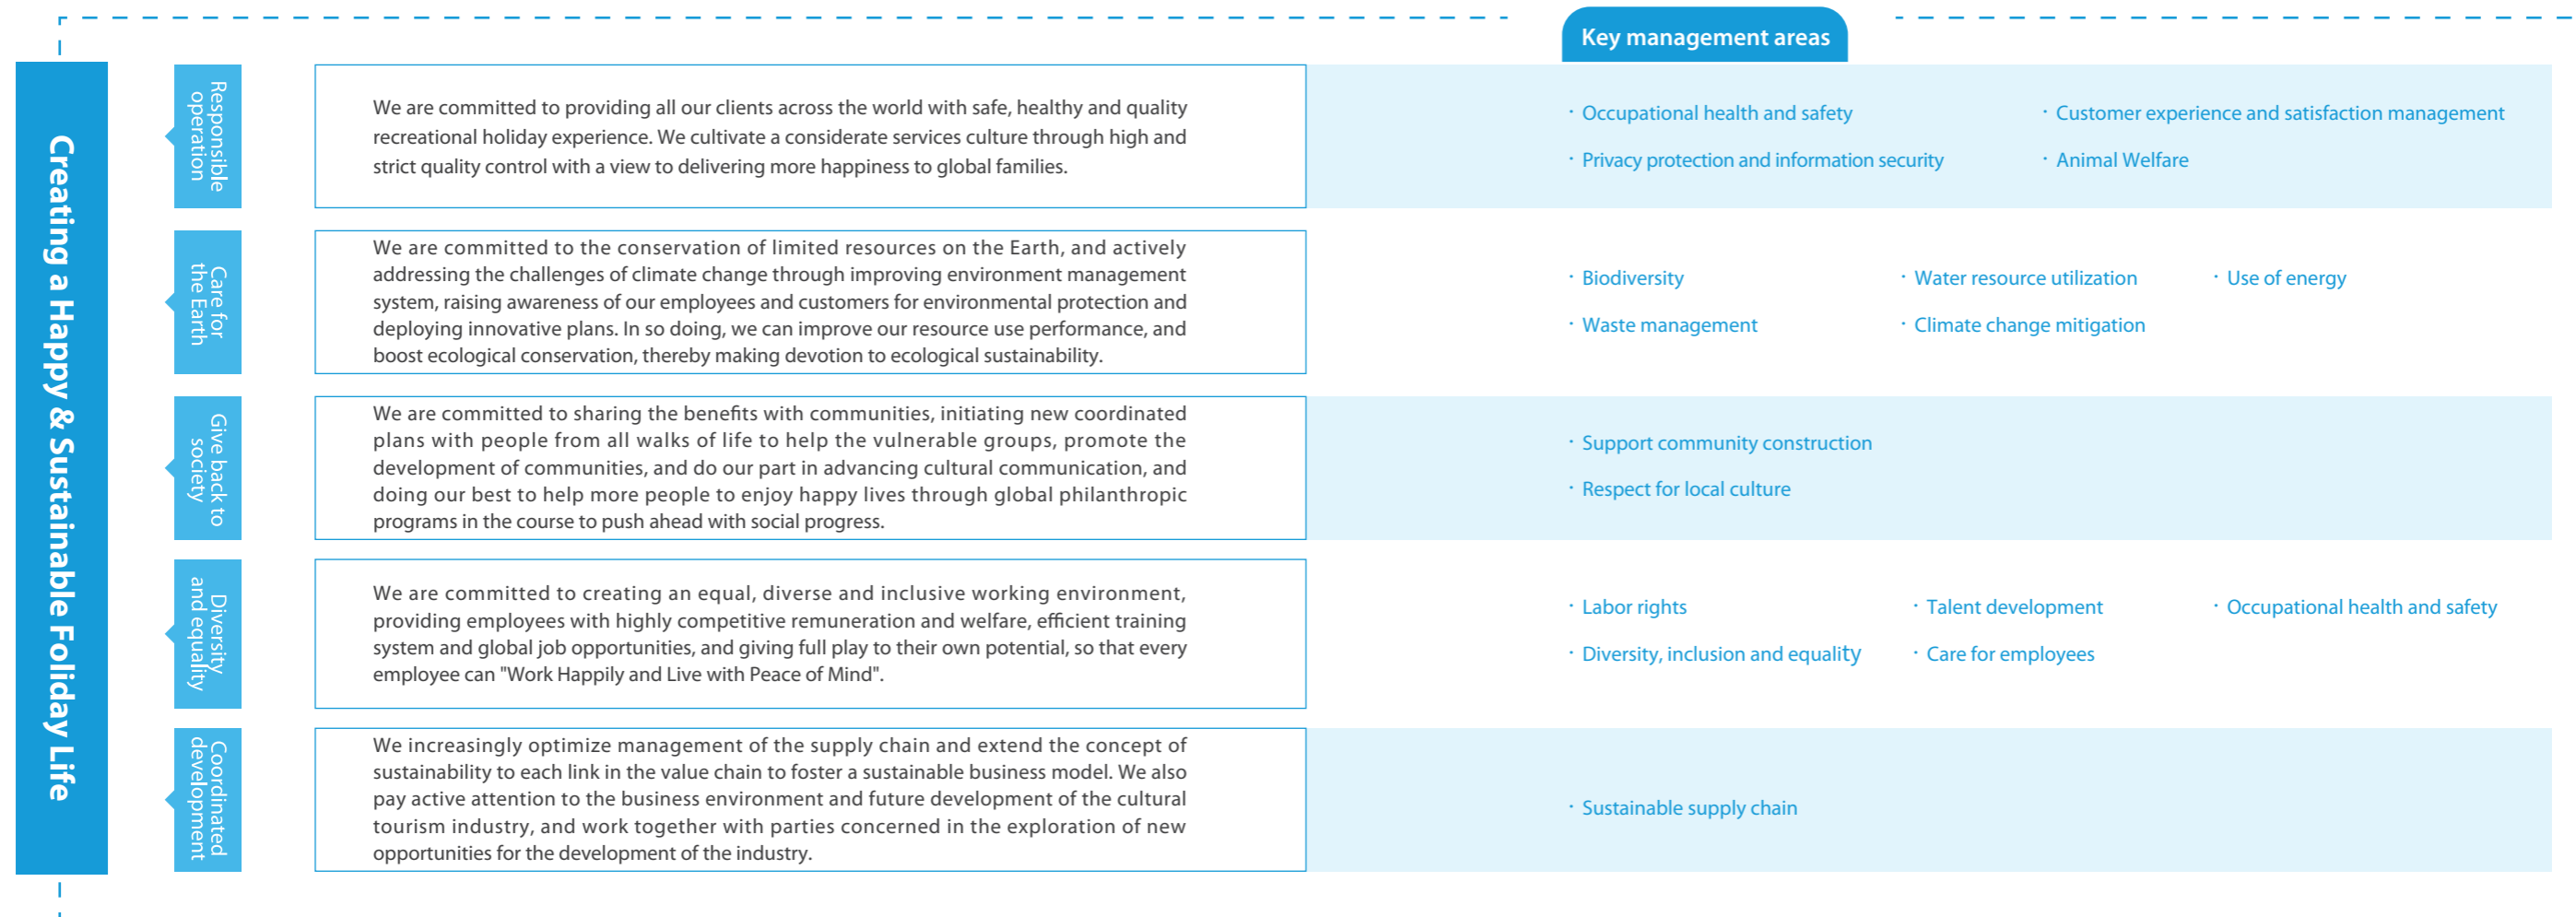 Key management areas
Creating a Happy & Sustainable Foliday Life
Responsible
operation
We are committed to providing all our clients across the world with safe, healthy and quality
recreational holiday experience. We cultivate a considerate services culture through high and
strict quality control with a view to delivering more happiness to global families.
· Occupational health and safety
· Customer experience and satisfaction management
· Privacy protection and information security
· Animal Welfare
Care for
the Earth
We are committed to the conservation of limited resources on the Earth, and actively
addressing the challenges of climate change through improving environment management
system, raising awareness of our employees and customers for environmental protection and
deploying innovative plans. In so doing, we can improve our resource use performance, and
boost ecological conservation, thereby making devotion to ecological sustainability.
· Biodiversity
· Water resource utilization
· Use of energy
· Waste management
· Climate change mitigation
Give back to
society
We are committed to sharing the benefits with communities, initiating new coordinated
plans with people from all walks of life to help the vulnerable groups, promote the
development of communities, and do our part in advancing cultural communication, and
doing our best to help more people to enjoy happy lives through global philanthropic
programs in the course to push ahead with social progress.
· Support community construction
· Respect for local culture
Diversity
and equality
We are committed to creating an equal, diverse and inclusive working environment,
providing employees with highly competitive remuneration and welfare, efficient training
system and global job opportunities, and giving full play to their own potential, so that every
employee can "Work Happily and Live with Peace of Mind".
· Labor rights
· Talent development
· Occupational health and safety
· Diversity, inclusion and equality
· Care for employees
Coordinated
development
We increasingly optimize management of the supply chain and extend the concept of
sustainability to each link in the value chain to foster a sustainable business model. We also
pay active attention to the business environment and future development of the cultural
tourism industry, and work together with parties concerned in the exploration of new
opportunities for the development of the industry.
· Sustainable supply chain